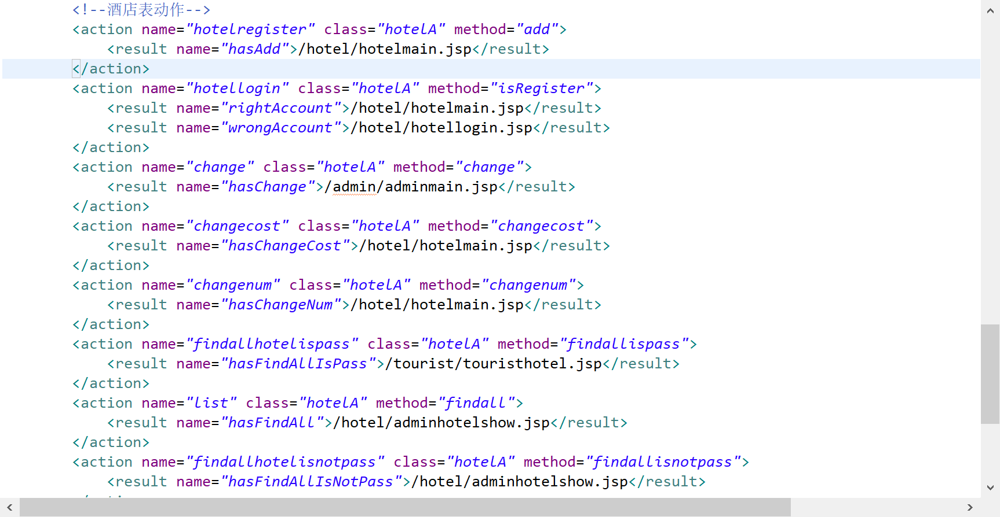 <!--酒店表动作-->
<action name="hotelregister" class="hotelA" method="add">
<result name="hasAdd">/hotel/hotelmain.jsp</result>
</action>
<action name="hotellogin" class="hotelA" method="isRegister">
<result name="rightAccount">/hotel/hotelmain.jsp</result>
<result name="wrongAccount">/hotel/hotellogin.jsp</result>
</action>
<action name="change" class="hotelA" method="change">
<result name="hasChange">/admin/adminmain.jsp</result>
</action>
<action name="changecost" class="hotelA" method="changecost">
<result name="hasChangeCost">/hotel/hotelmain.jsp</result>
</action>
<action name="changenum" class="hotelA" method="changenum">
<result name="hasChangeNum">/hotel/hotelmain.jsp</result>
</action>
<action name="findallhotelispass" class="hotelA" method="findallispass">
<result name="hasFindAllIsPass">/tourist/touristhotel.jsp</result>
</action>
<action name="list" class="hotelA" method="findall">
<result name="hasFindAll">/hotel/adminhotelshow.jsp</result>
</action>
<action name="findallhotelisnotpass" class="hotelA" method="findallisnotpass">
<result name="hasFindAllIsNotPass">/hotel/adminhotelshow.jsp</result>